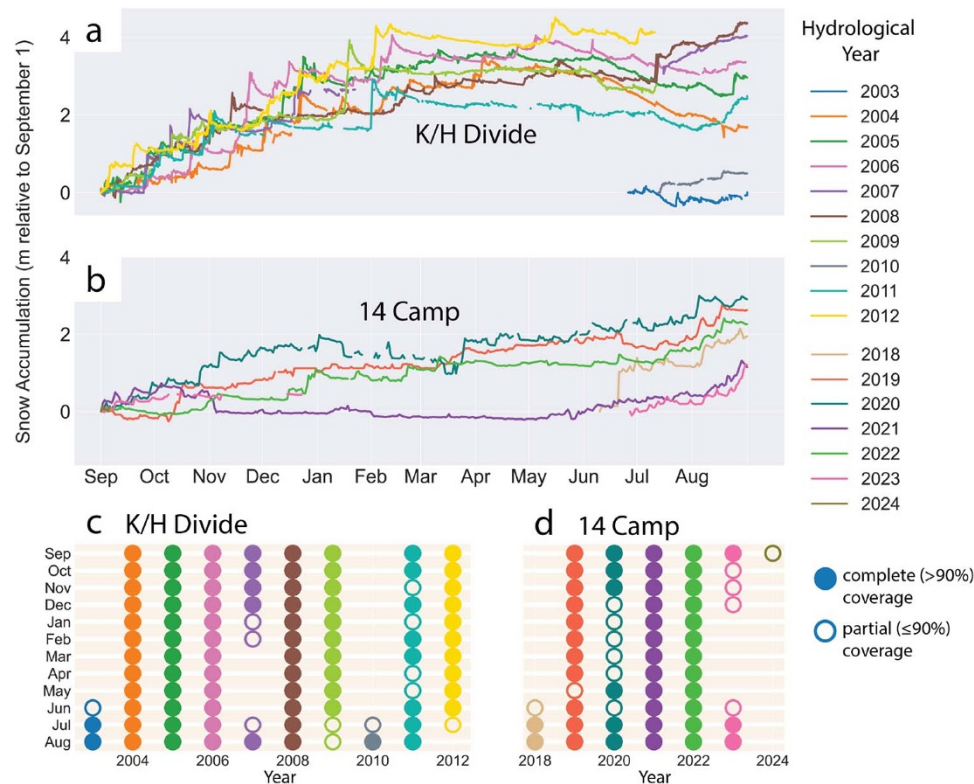 a
4
2
0
K/H Divide
Snow Accumulation (m relative to September 1)
b
4
2
0
14 Camp
Sep Oct Nov Dec Jan Feb Mar Apr May Jun Jul Aug
Hydrological
Year
2003
2004
2005
2006
2007
2008
2009
2010
2011
2012
2018
2019
2020
2021
2022
2023
2024
c K/H Divide
Sep
Oct
Nov
Dec
Jan
Feb
Mar
Apr
May
Jun
Jul
Aug
2004 2006 2008 2010 2012
Year
d 14 Camp
2018 2020 2022 2024
Year
complete (>90%)
coverage
partial (≤90%)
coverage